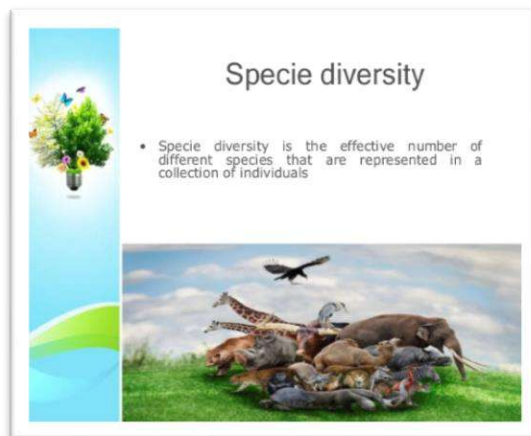 Specie diversity
• Specie diversity is the effective number of
different species that are represented in a
collection of individuals